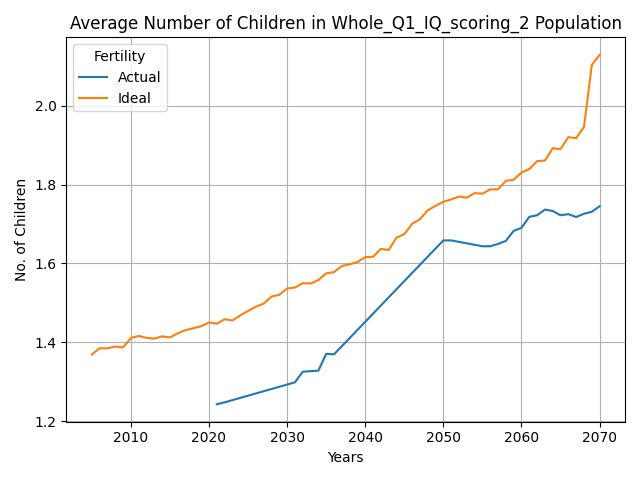 Average Number of Children in Whole_Q1_IQ_scoring_2 Population
Fertility
Actual
Ideal
No. of Children
2.0
1.8
1.6
1.4
1.2
2010 2020 2030 2040 2050 2060 2070
Years